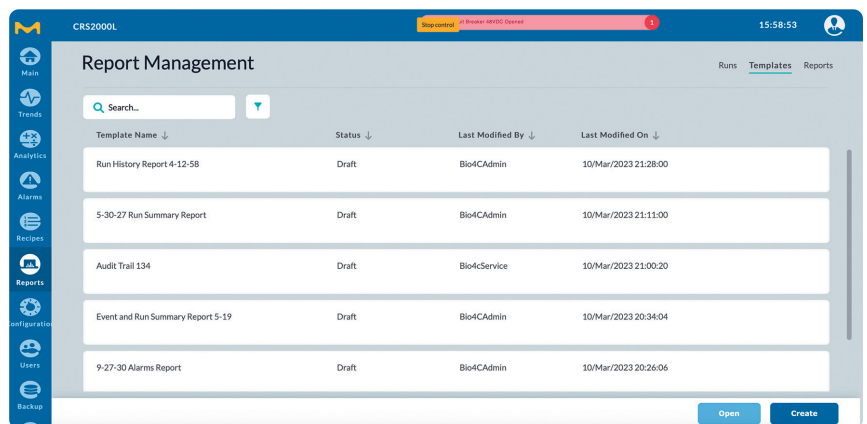 CRS2000L
Stop control
Breaker 48VDC Opened
1
15:58:53
Main
Trends
Analytics
Alarms
Recipes
Reports
Configuratio
Users
Backup
Report Management
Runs Templates Reports
Search...
Template Name ↓ Status ↓ Last Modified By ↓ Last Modified On ↓
Run History Report 4-12-58 Draft Bio4CAdmin 10/Mar/2023 21:28:00
5-30-27 Run Summary Report Draft Bio4CAdmin 10/Mar/2023 21:11:00
Audit Trail 134 Draft Bio4cService 10/Mar/2023 21:00:20
Event and Run Summary Report 5-19 Draft Bio4CAdmin 10/Mar/2023 20:34:04
9-27-30 Alarms Report Draft Bio4CAdmin 10/Mar/2023 20:26:06
Open Create